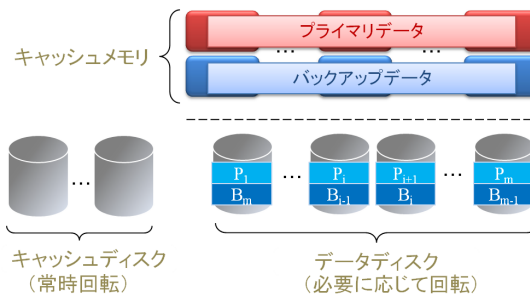 プライマリデータ
… …
キャッシュメモリ
バックアップデータ
… …
P1 Pi Pi+1 Pm
Bm Bi-1 Bi Bm-1
キャッシュディスク
(常時回転)
データディスク
(必要に応じて回転)